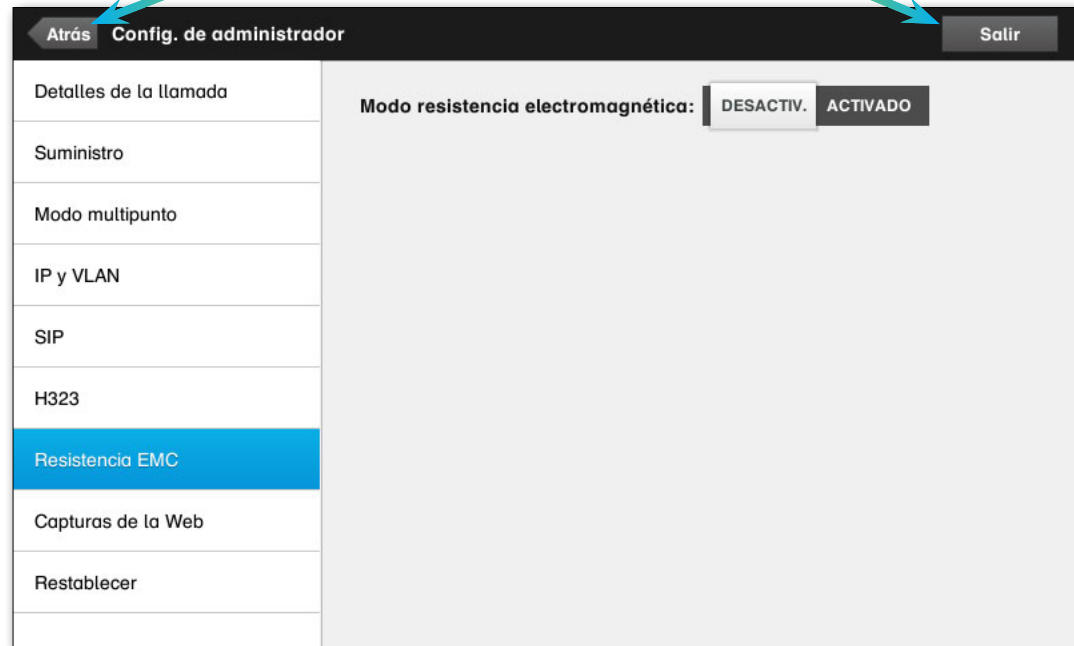 Atrás Config. de administrador Salir
Detalles de la llamada
Modo resistencia electromagnética: DESACTIV. ACTIVADO
Suministro
Modo multipunto
IP y VLAN
SIP
H323
Resistencia EMC
Capturas de la Web
Restablecer